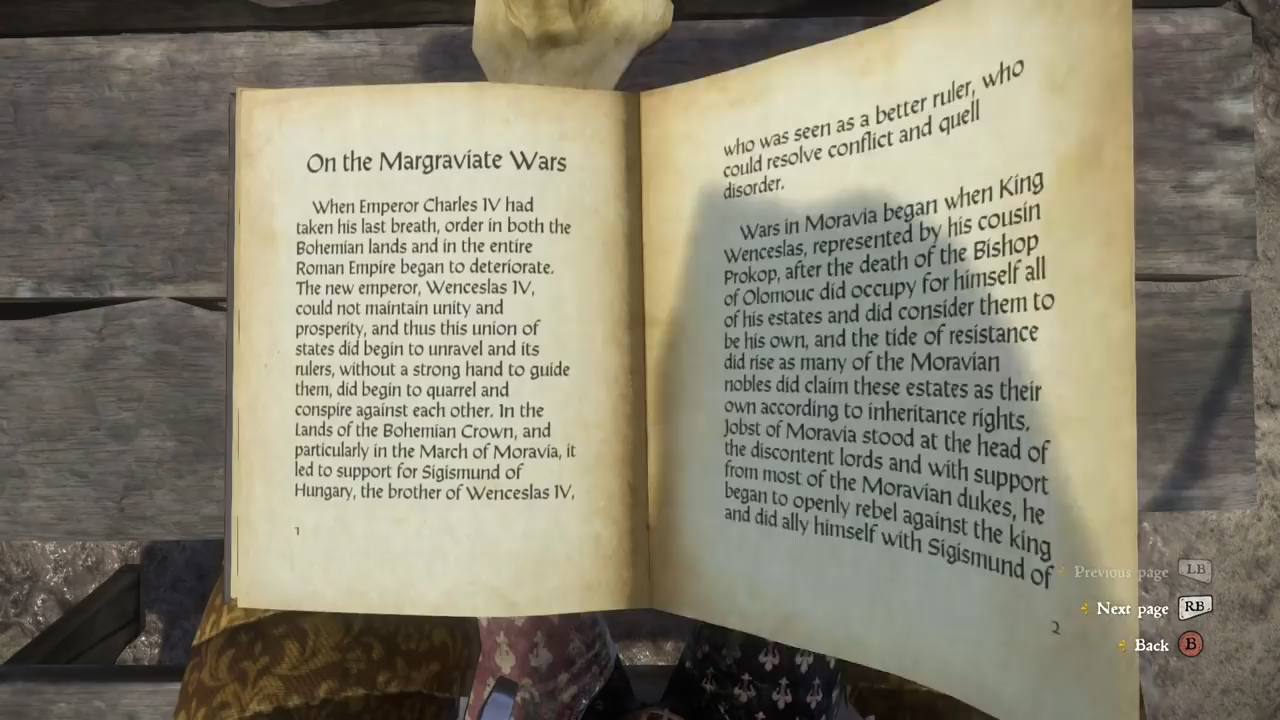 On the Margraviate Wars
When Emperor Charles IV had
taken his last breath, order in both the
Bohemian lands and in the entire
Roman Empire began to deteriorate.
The new emperor, Wenceslas IV,
could not maintain unity and
prosperity, and thus this union of
states did begin to unravel and its
rulers, without a strong hand to guide
them, did begin to quarrel and
conspire against each other. In the
Lands of the Bohemian Crown, and
particularly in the March of Moravia, it
led to support for Sigismund of
Hungary, the brother of Wenceslas IV,
1
who was seen as a better ruler, who
could resolve conflict and quell
disorder.
Wars in Moravia began when King
Wenceslas, represented by his cousin
Prokop, after the death of the Bishop
of Olomouc did occupy for himself all
of his estates and did consider them to
be his own, and the tide of resistance
did rise as many of the Moravian
nobles did claim these estates as their
own according to inheritance rights.
Jobst of Moravia stood at the head of
the discontent lords and with support
from most of the Moravian dukes, he
began to openly rebel against the king
and did ally himself with Sigismund of
2
Previous page LB
Next page RB
Back B